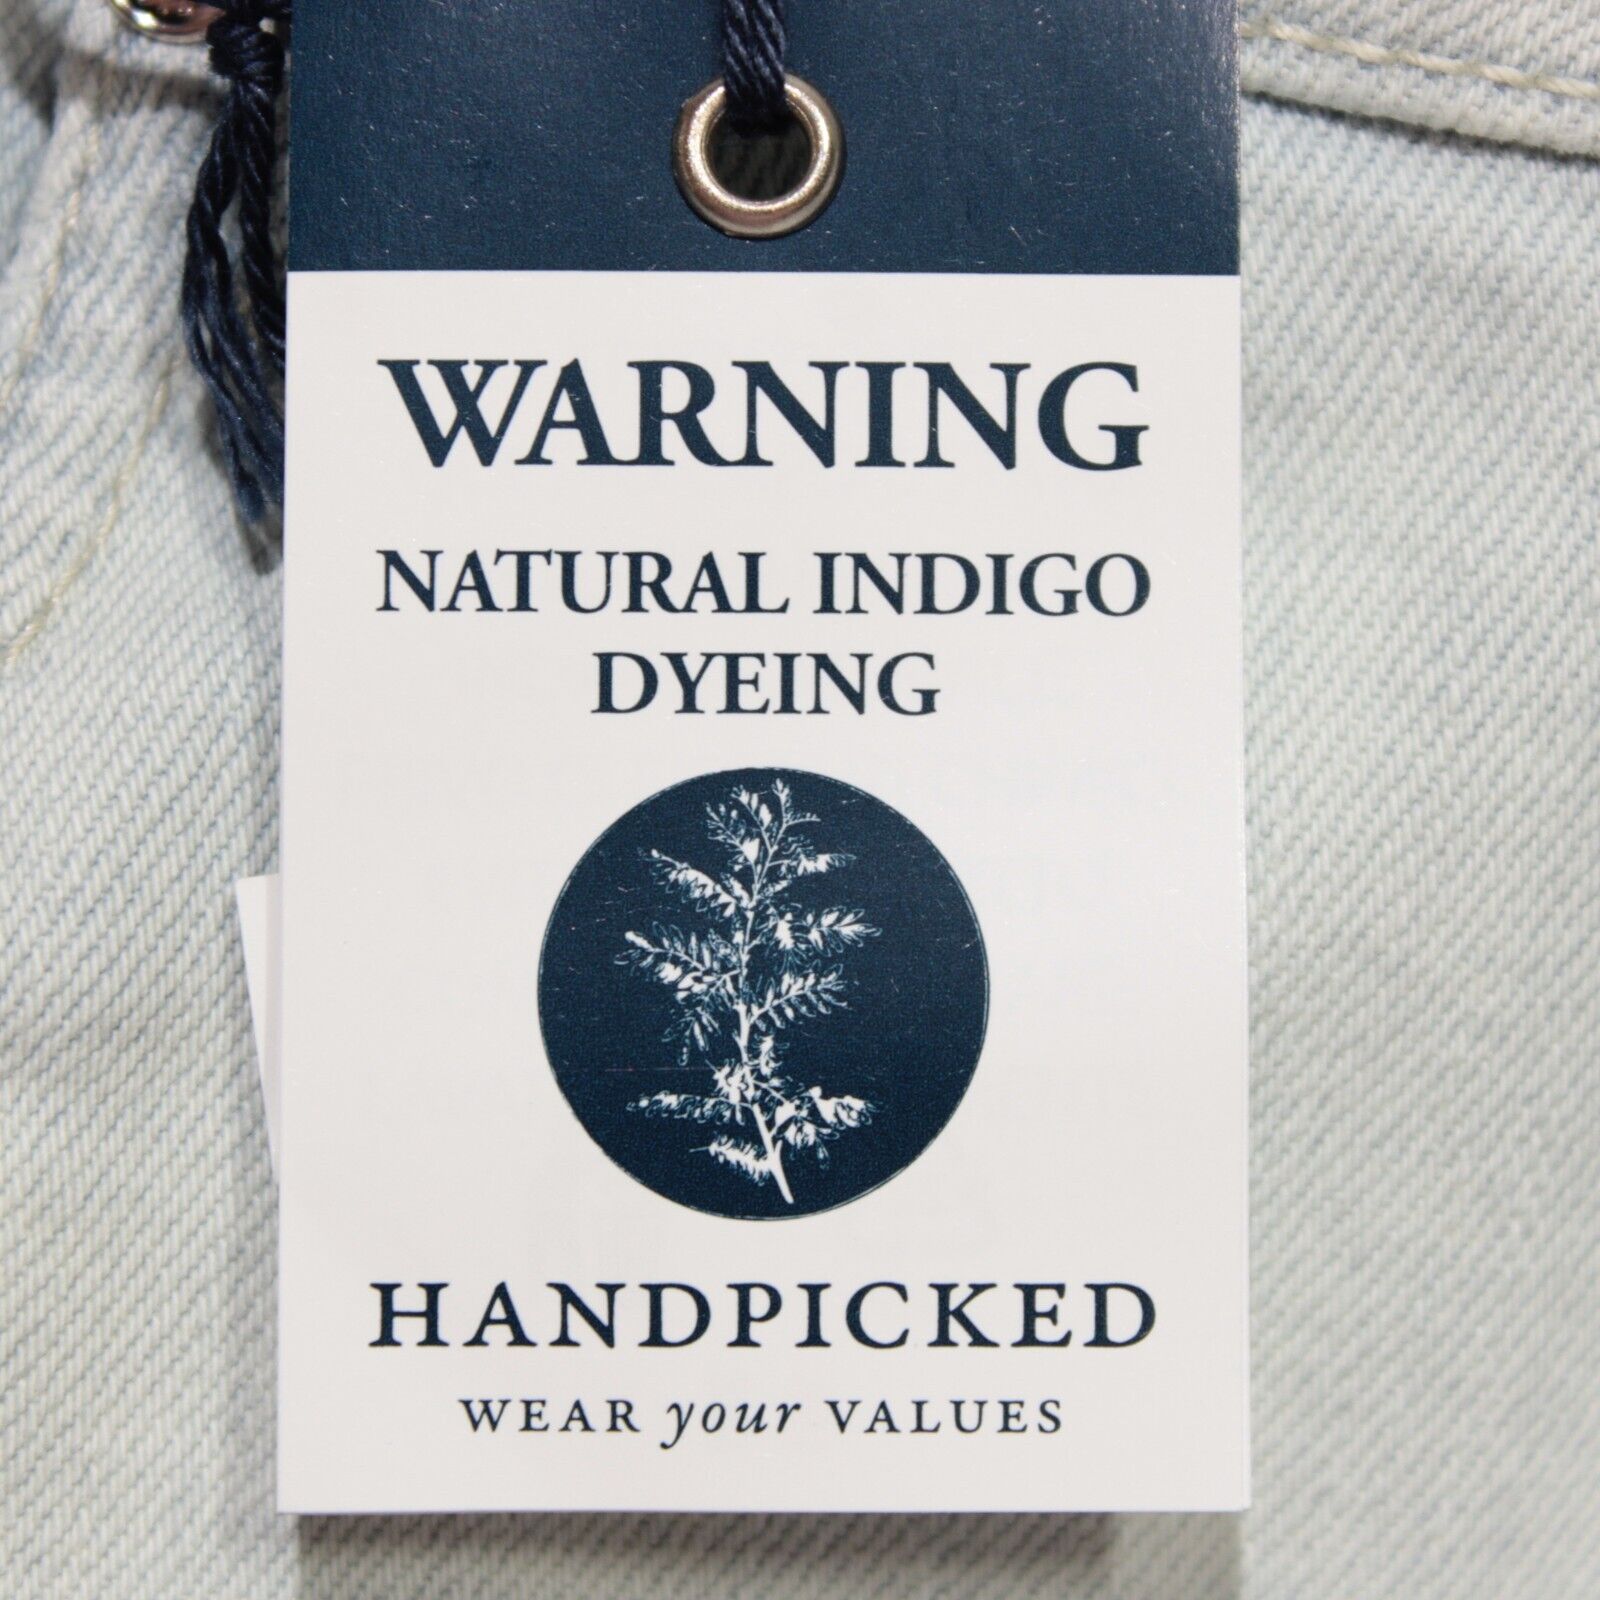 WARNING
NATURAL INDIGO
DYEING
HANDPICKED
WEAR your VALUES